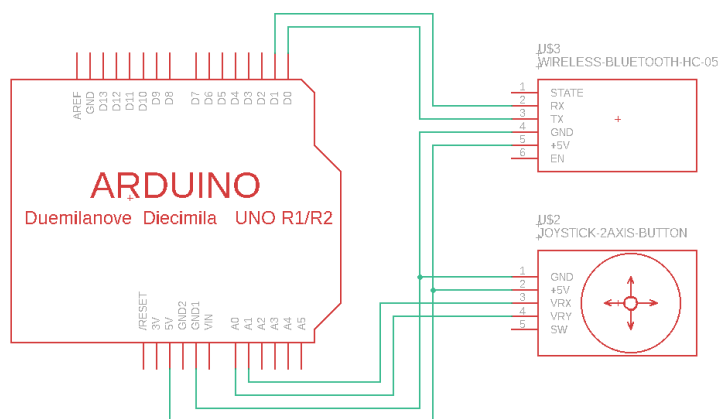 AREF GND D13 D12 D11 D10 D9 D8 D7 D6 D5 D4 D3 D2 D1 D0
ARDUINO
Duemilanove Diecimila UNO R1/R2
/RESET 3V 5V GND2 GND1 VIN A0 A1 A2 A3 A4 A5
U$3
WIRELESS-BLUETOOTH-HC-05
1 STATE
2 RX
3 TX
4 GND
5 +5V
6 EN
U$2
JOYSTICK-2AXIS-BUTTON
1 GND
2 +5V
3 VRX
4 VRY
5 SW